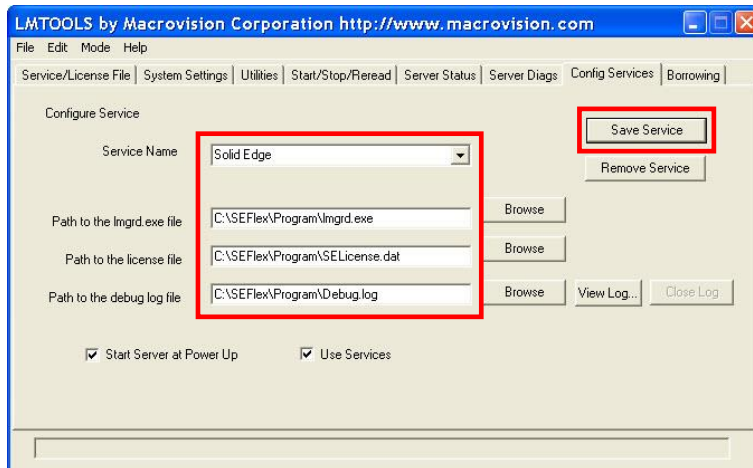 LMTOOLS by Macrovision Corporation http://www.macrovision.com
File Edit Mode Help
Service/License File System Settings Utilities Start/Stop/Reread Server Status Server Diags Config Services Borrowing
Configure Service
Save Service
Service Name Solid Edge
Remove Service
Path to the lmgrd.exe file C:\SEFlex\Program\lmgrd.exe Browse
Path to the license file C:\SEFlex\Program\SELicense.dat Browse
Path to the debug log file C:\SEFlex\Program\Debug.log Browse View Log... Close Log
Start Server at Power Up Use Services